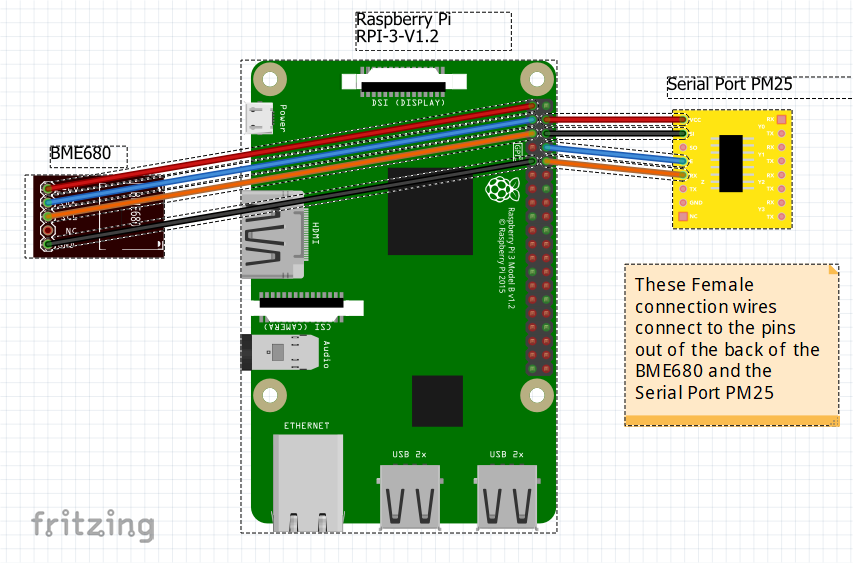 Raspberry Pi
RPI-3-V1.2
DSI (DISPLAY)
Power
Serial Port PM25
BME680
NC
HDMI
GPIO
Raspberry Pi 3 Model B v1.2
© Raspberry Pi 2015
GND
CSI (CAMERA)
Audio
These Female
connection wires
connect to the pins
out of the back of the
BME680 and the
Serial Port PM25
ETHERNET
USB 2x
USB 2x
fritzing